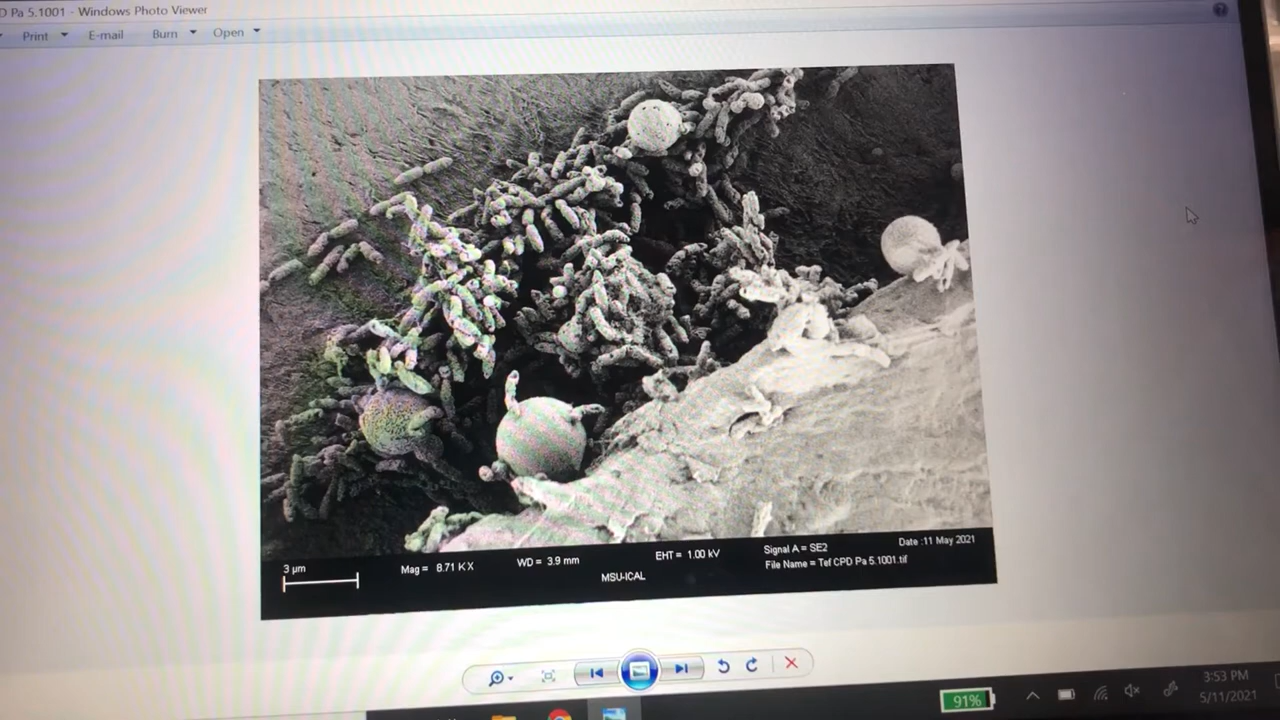 D Pa 5.1001 - Windows Photo Viewer
Print E-mail Burn Open
3 µm
Mag = 8.71 K X
WD = 3.9 mm
EHT = 1.00 kV
MSU-ICAL
Signal A = SE2
File Name = Tef CPD Pa 5.1001.tif
Date :11 May 2021
91%
3:53 PM
5/11/2021